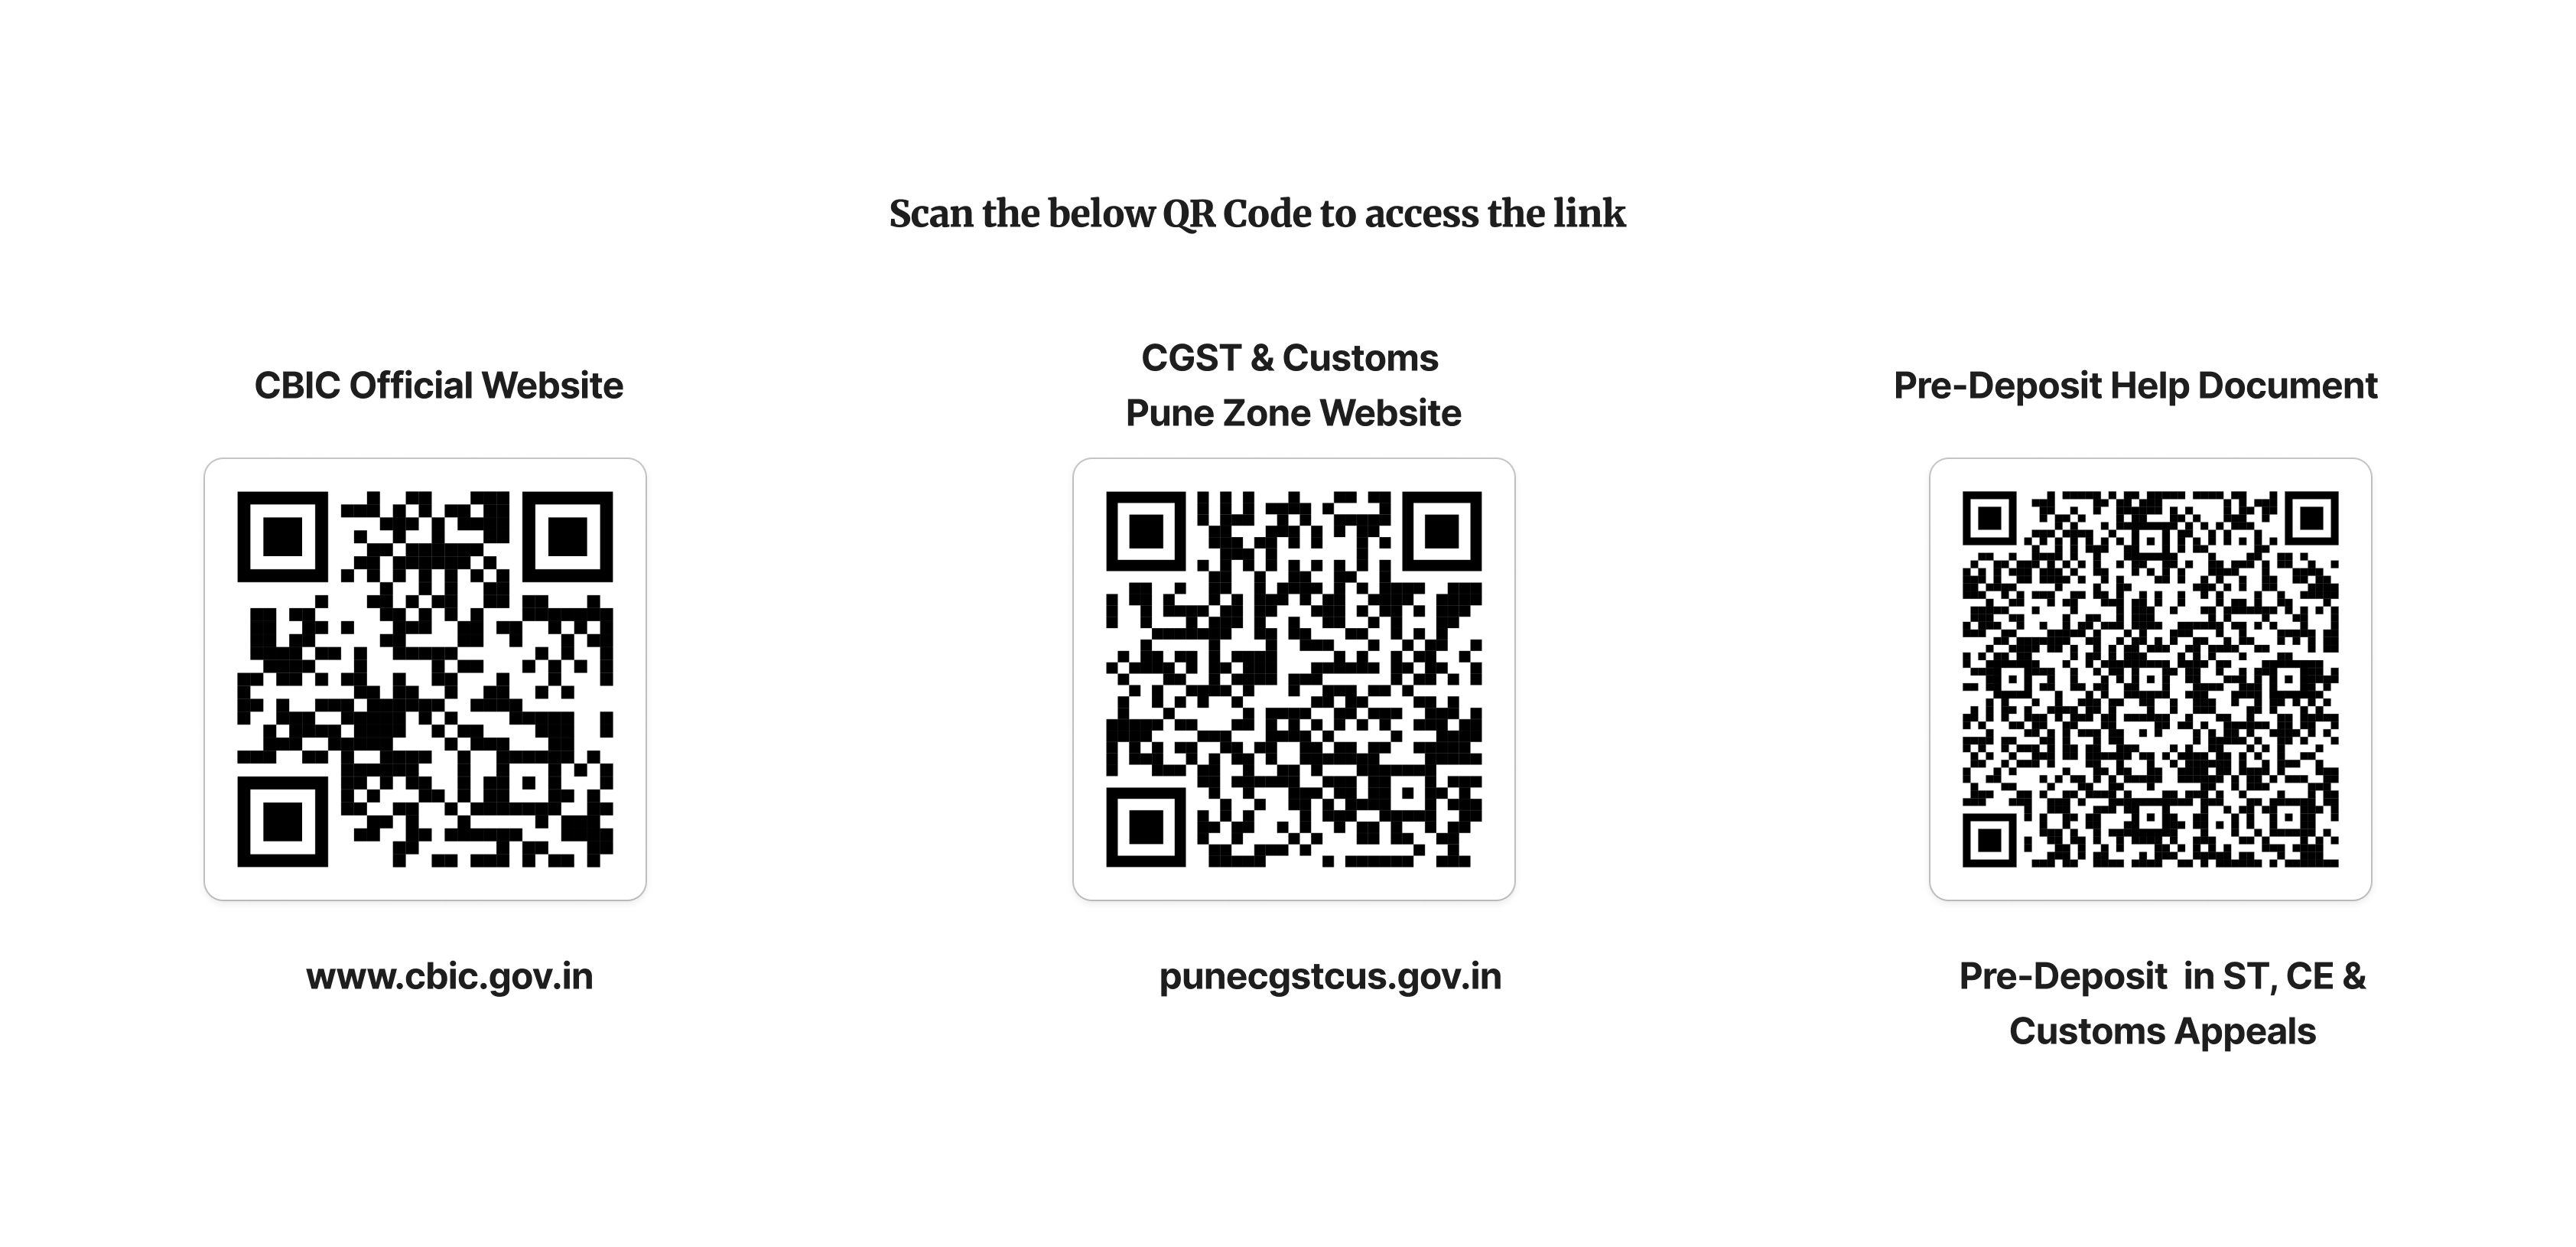 Scan the below QR Code to access the link
CBIC Official Website
www.cbic.gov.in
CGST & Customs
Pune Zone Website
punecgstcus.gov.in
Pre-Deposit Help Document
Pre-Deposit  in ST, CE &
Customs Appeals